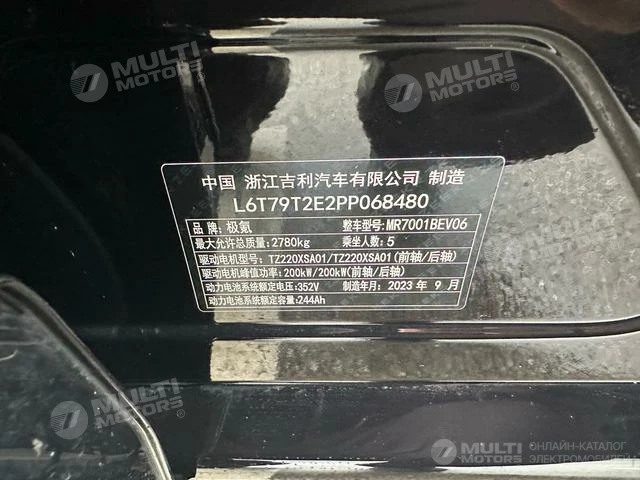 MULTI
MOTORS
MULTI
MOTORS
中国 浙江吉利汽车有限公司 制造
L6T79T2E2PP068480
品牌：极氪 整车型号：MR7001BEV06
最大允许总质量：2780kg 乘坐人数：5
驱动电机型号：TZ220XSA01/TZ220XSA01(前轴/后轴)
驱动电机峰值功率：200kW/200kW(前轴/后轴)
动力电池系统额定电压：352V 制造年月：2023 年 9 月
动力电池系统额定容量：244Ah
MULTI
MOTORS
MULTI
MOTORS
ОНЛАЙН-КАТАЛОГ
ЭЛЕКТРОМОБИЛЕЙ